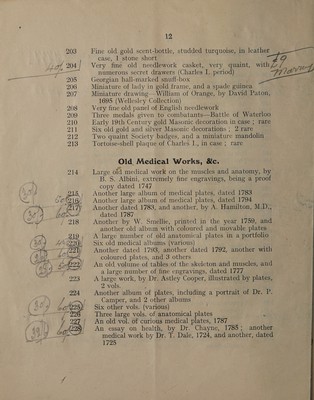 12
203 Fine old gold scent-bottle, studded turquoise, in leather
case, 1 stone short
204 Very fine old needlework casket, very quaint, with
numerous secret drawers (Charles I. period)
205 Georgian ball-marked snuff-box
206 Miniature of lady in gold frame, and a spade guinea
207 Miniature drawing—William of Orange, by David Paton,
1695 (Wellesley Collection)
208 Very fine old panel of English needlework
209 Three medals given to combatants—Battle of Waterloo
210 Early 19th Century gold Masonic decoration in case ; rare
211 Six old gold and silver Masonic decorations ; 2 rare
212 Two quaint Society badges, and a miniature mandolin
213 Tortoise-shell plaque of Charles I., in case ; rare
Old Medical Works, &c.
214 Large old medical work on the muscles and anatomy, by
B. S. Albini, extremely fine engravings, being a proof
copy dated 1747
215 Another large album of medical plates, dated 1783
216 Another large album of medical plates, dated 1794
217 Another dated 1783, and another, by A. Hamilton, M.D.,
dated 1787
218 Another by W. Smellie, printed in the year 1759, and
another old album with coloured and movable plates
219 A large number of old anatomical plates in a portfolio
220 Six old medical albums (various)
221 Another dated 1793, another dated 1792, another with
coloured plates, and 3 others
222 An old volume of tables of the skeleton and muscles, and
a large number of fine engravings, dated 1777
223 A large work, by Dr. Astley Cooper, illustrated by plates,
2 vols.
224 Another album of plates, including a portrait of Dr. P.
Camper, and 2 other albums
225 Six other vols. (various)
226 Three large vols. of anatomical plates
227 An old vol. of curious medical plates, 1787
228 An essay on health, by Dr. Chayne, 1785 ; another
medical work by Dr. T. Dale, 1724, and another, dated
1725